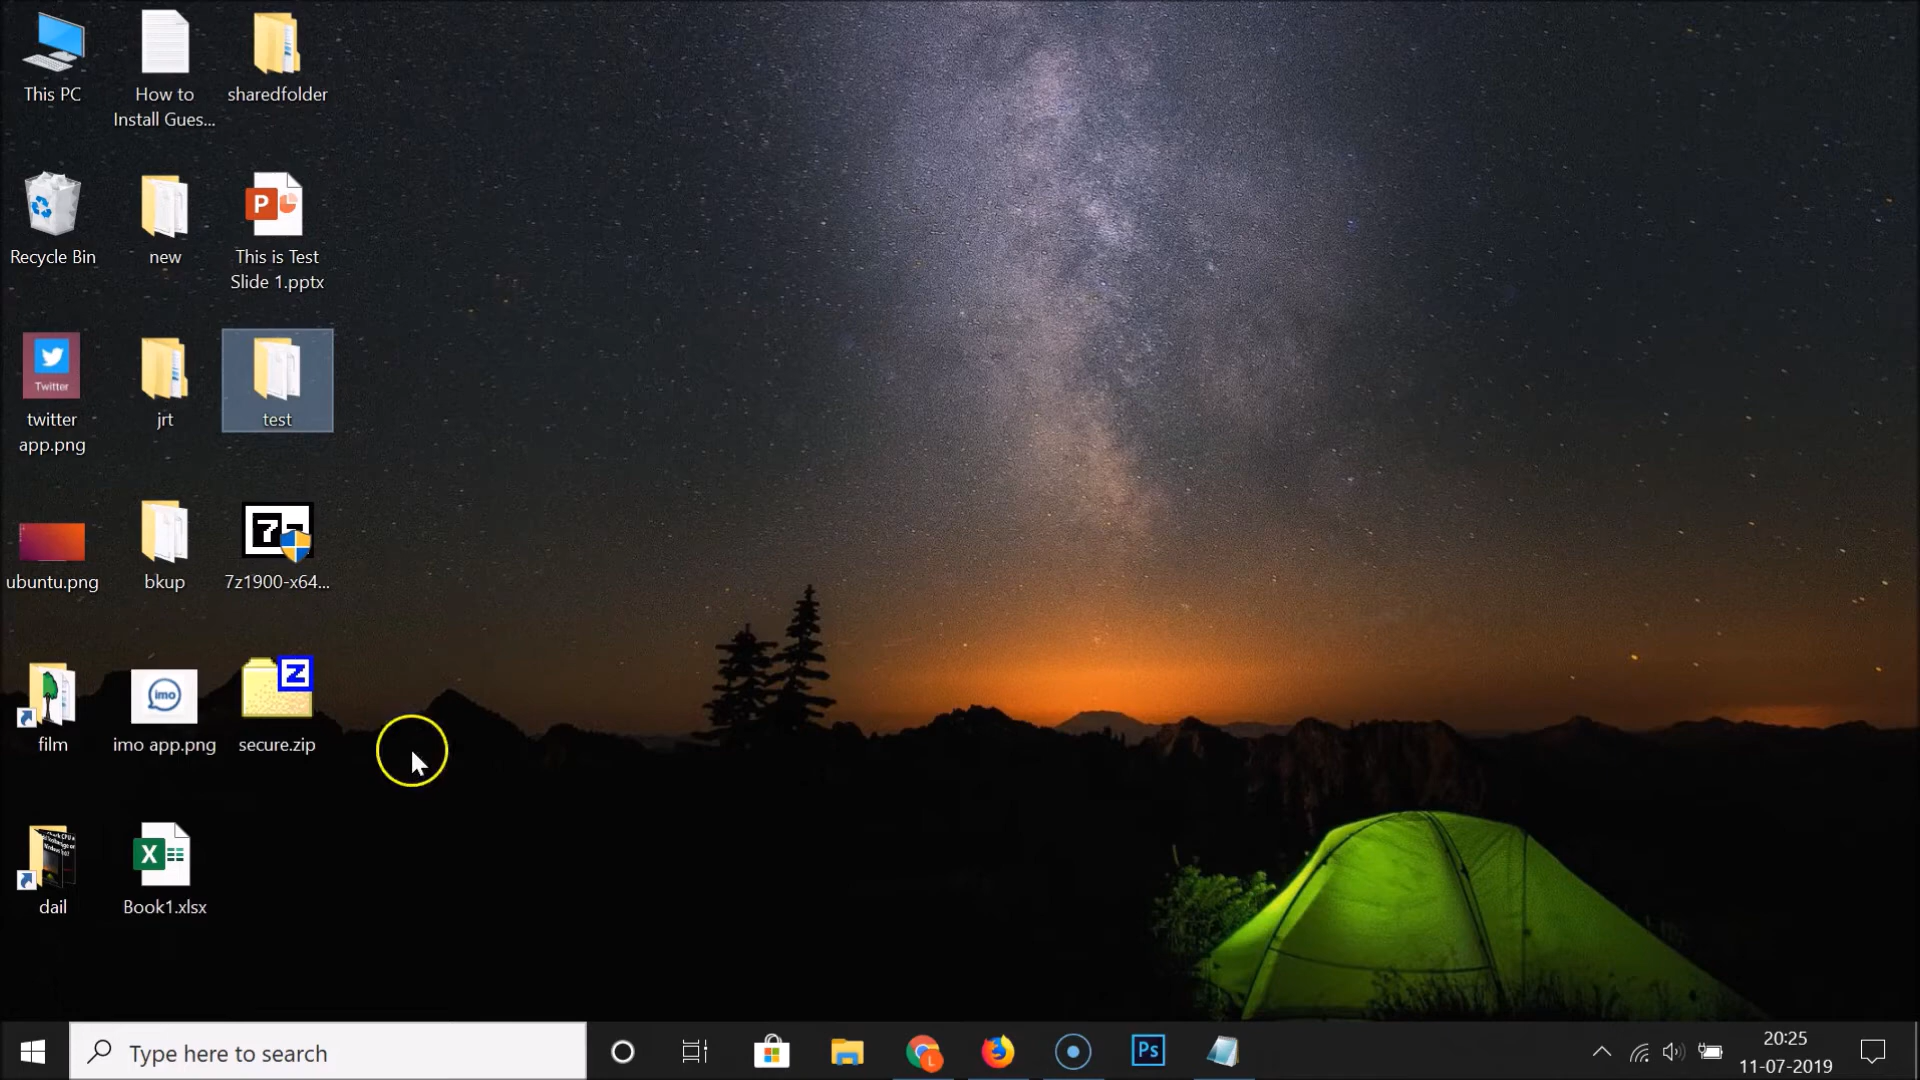 This PC
How to
Install Gues...
sharedfolder
Recycle Bin
new
This is Test
Slide 1.pptx
P
Twitter
twitter
app.png
jrt
test
ubuntu.png
bkup
7z1900-x64...
film
imo
imo app.png
Z
secure.zip
dail
X
Book1.xlsx
Type here to search
L
Ps
20:25
11-07-2019